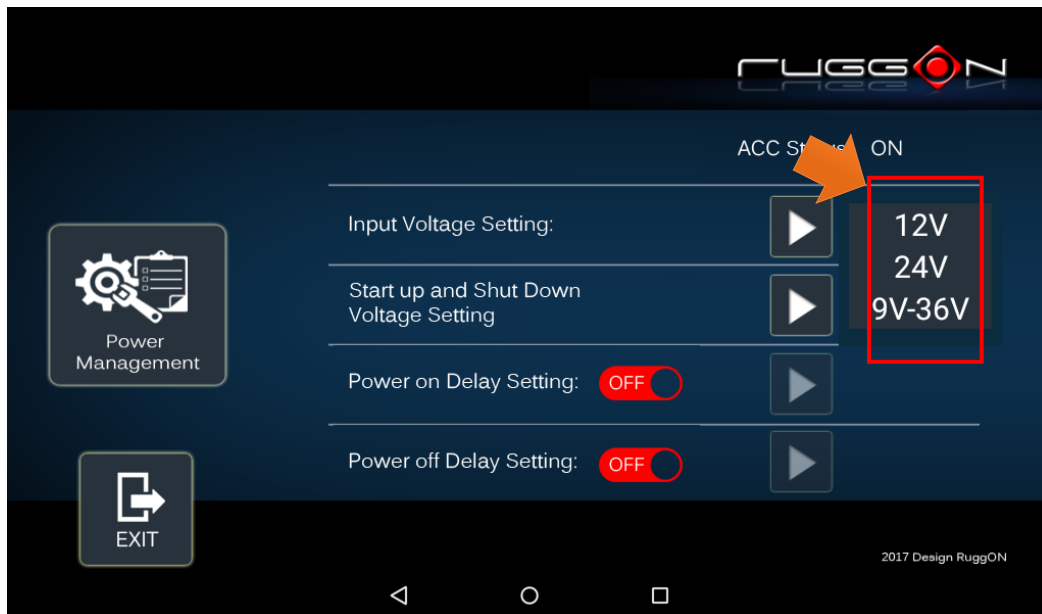 ruggON
ACC Status ON
Input Voltage Setting:
12V
24V
9V-36V
Start up and Shut Down
Voltage Setting
Power
Management
Power on Delay Setting: OFF
Power off Delay Setting: OFF
EXIT
2017 Design RuggON